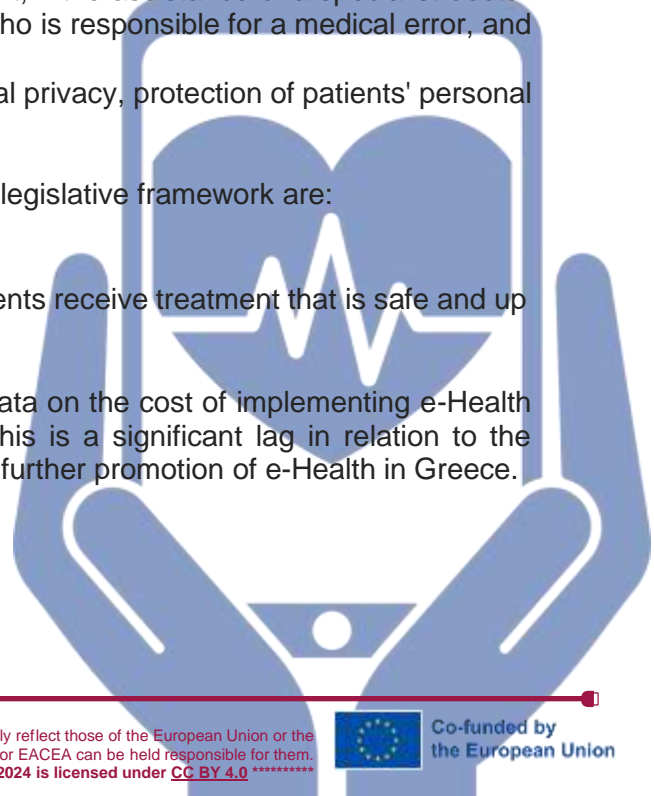 ho is responsible for a medical error, and
al privacy, protection of patients' personal
legislative framework are:
ents receive treatment that is safe and up
ata on the cost of implementing e-Health
his is a significant lag in relation to the
further promotion of e-Health in Greece.
ly reflect those of the European Union or the
or EACEA can be held responsible for them.
2024 is licensed under CC BY 4.0 **********
Co-funded by
the European Union